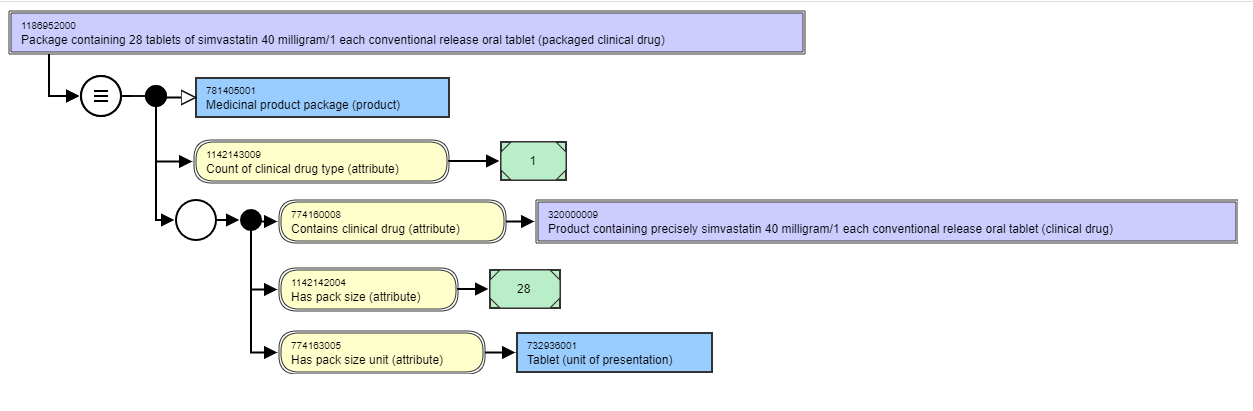 1186952000
Package containing 28 tablets of simvastatin 40 milligram/1 each conventional release oral tablet (packaged clinical drug)
781405001
Medicinal product package (product)
1142143009
Count of clinical drug type (attribute)
1
774160008
Contains clinical drug (attribute)
320000009
Product containing precisely simvastatin 40 milligram/1 each conventional release oral tablet (clinical drug)
1142142004
Has pack size (attribute)
28
774163005
Has pack size unit (attribute)
732936001
Tablet (unit of presentation)